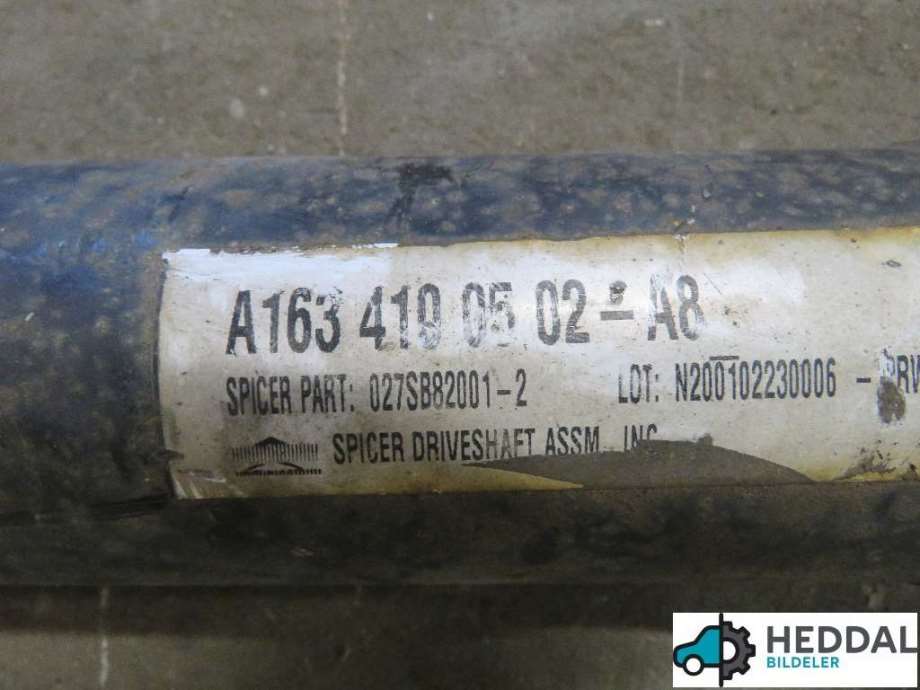 A163 410 05 02 - A8
SPICER PART: 027SB82001-2 LOT: N200102230006 -
SPICER DRIVESHAFT ASSM. INC
HEDDAL
BILDELER